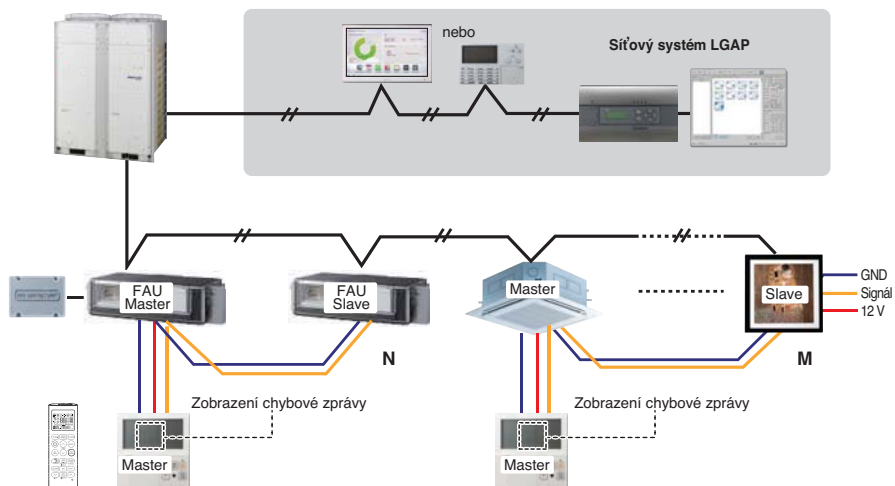 nebo
Síťový systém LGAP
FAU
Master
FAU
Slave
Master
Slave
GND
Signál
12 V
N
M
Zobrazení chybové zprávy
Zobrazení chybové zprávy
Master
Master